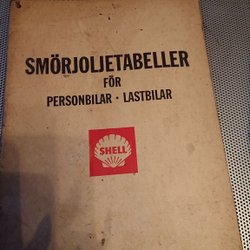 SMÖRJOLJETABELLER
FÖR
PERSONBILAR · LASTBILAR
SHELL